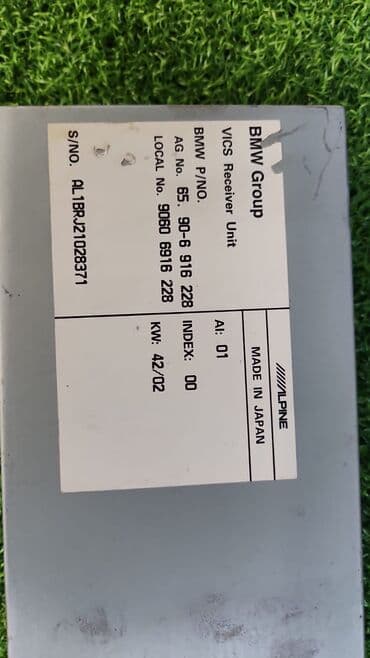 BMW Group
VICS Receiver Unit
ALPINE
MADE IN JAPAN
BMW P/NO.
AI: 01
AG No. 65. 90-6 916 228
INDEX: 00
LOCAL No. 9060 6916 228
KW: 42/02
S/NO. AL1BRJ21028371